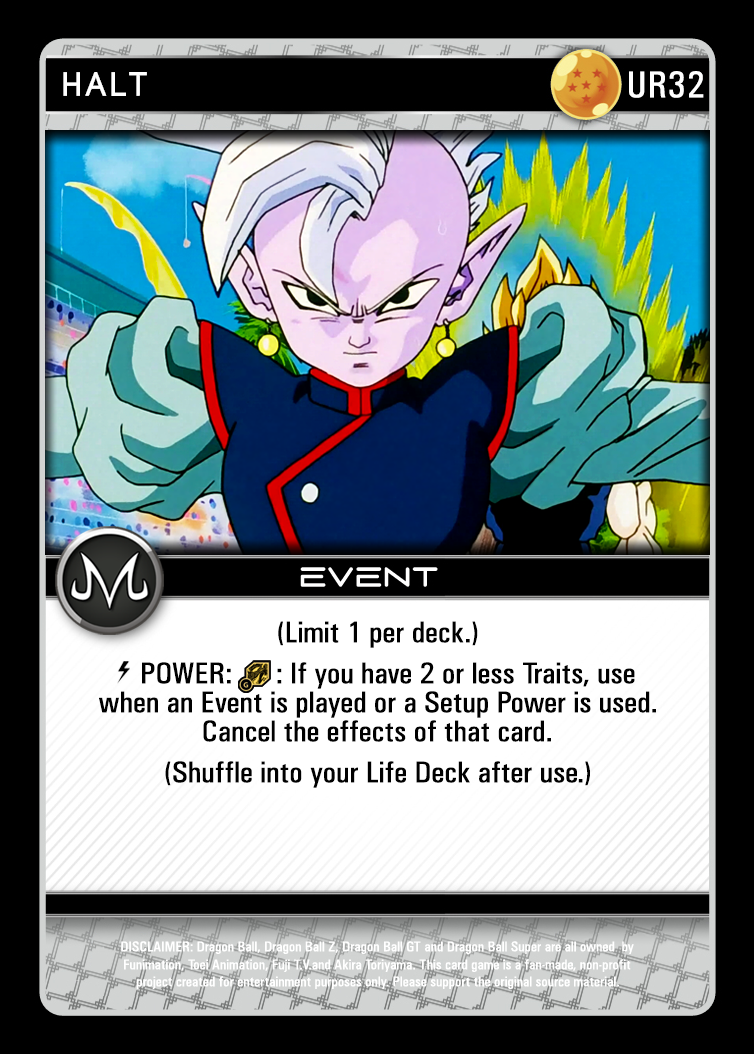 HALT
UR32
EVENT
(Limit 1 per deck.)
POWER: G : If you have 2 or less Traits, use
when an Event is played or a Setup Power is used.
Cancel the effects of that card.
(Shuffle into your Life Deck after use.)
DISCLAIMER: Dragon Ball, Dragon Ball Z, Dragon Ball GT and Dragon Ball Super are all owned by
Funimation, Toei Animation, Fuji T.V.and Akira Toriyama. This card game is a fan-made, non-profit
project created for entertainment purposes only. Please support the original source material.